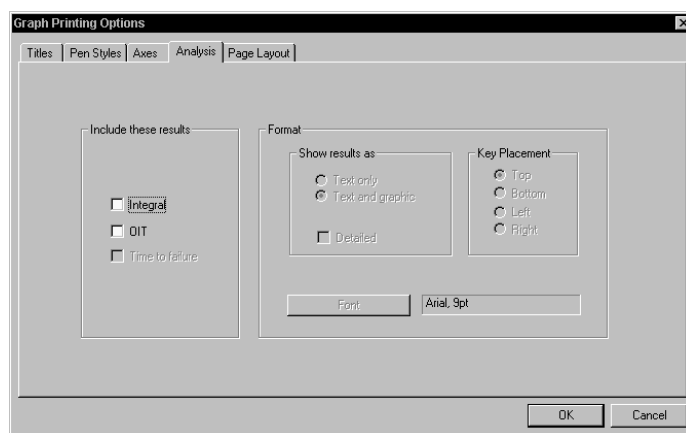 Graph Printing Options
Titles Pen Styles Axes Analysis Page Layout
Include these results
Integral
OIT
Time to failure
Format
Show results as
Text only
Text and graphic
Detailed
Key Placement
Top
Bottom
Left
Right
Font Arial, 9pt
OK Cancel